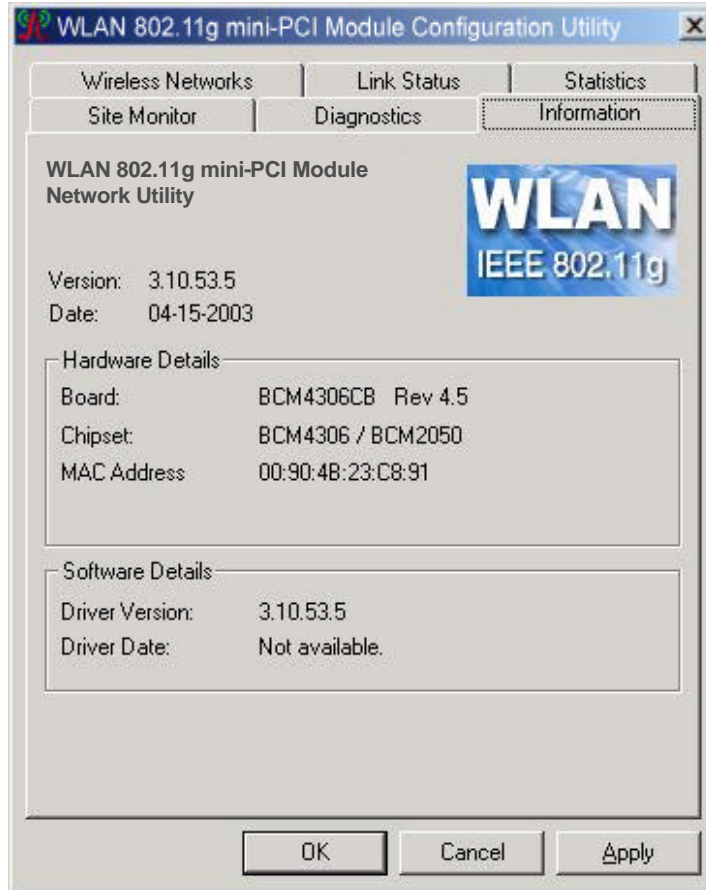 WLAN 802.11g mini-PCI Module Configuration Utility
Wireless Networks Link Status Statistics
Site Monitor Diagnostics Information
WLAN 802.11g mini-PCI Module
Network Utility
WLAN
IEEE 802.11g
Version: 3.10.53.5
Date: 04-15-2003
Hardware Details
Board: BCM4306CB Rev 4.5
Chipset: BCM4306 / BCM2050
MAC Address 00:90:4B:23:C8:91
Software Details
Driver Version: 3.10.53.5
Driver Date: Not available.
OK Cancel Apply